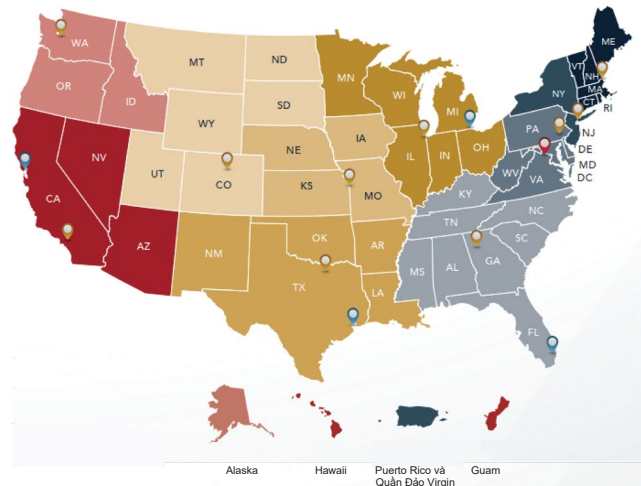 WA
OR
ID
MT
ND
SD
WY
NE
UT
CO
KS
NV
CA
AZ
NM
OK
TX
MN
WI
MI
IA
IL
IN
OH
MO
AR
LA
KY
TN
MS
AL
GA
NC
SC
FL
WV
VA
PA
NY
VT
NH
ME
MA
CT
RI
NJ
DE
MD
DC
Alaska
Hawaii
Puerto Rico và
Quần Đảo Virgin
Guam